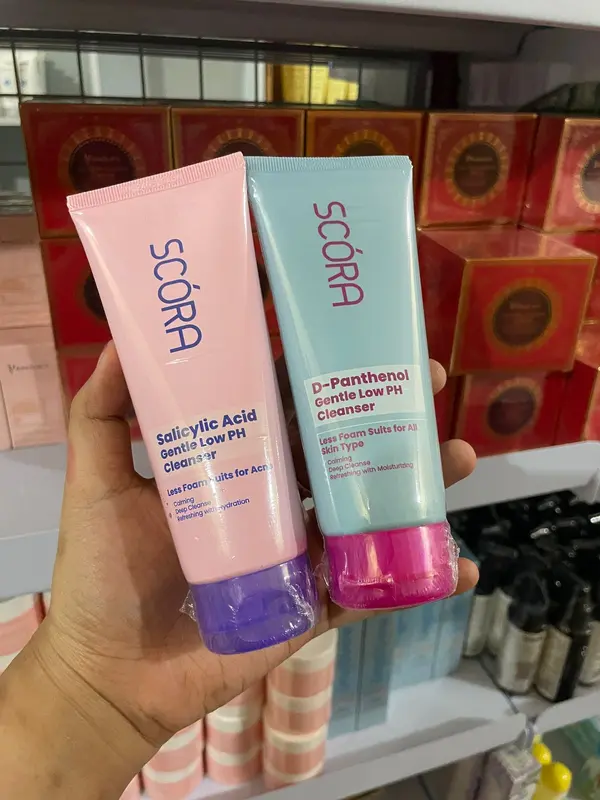 SCÓRA
Salicylic Acid
Gentle Low PH
Cleanser
Less Foam Suits for Acne
Calming
Deep Cleanse
Refreshing with Hydration
SCÓRA
D-Panthenol
Gentle Low PH
Cleanser
Less Foam Suits for All
Skin Type
Calming
Deep Cleanse
Refreshing with Moisturizing